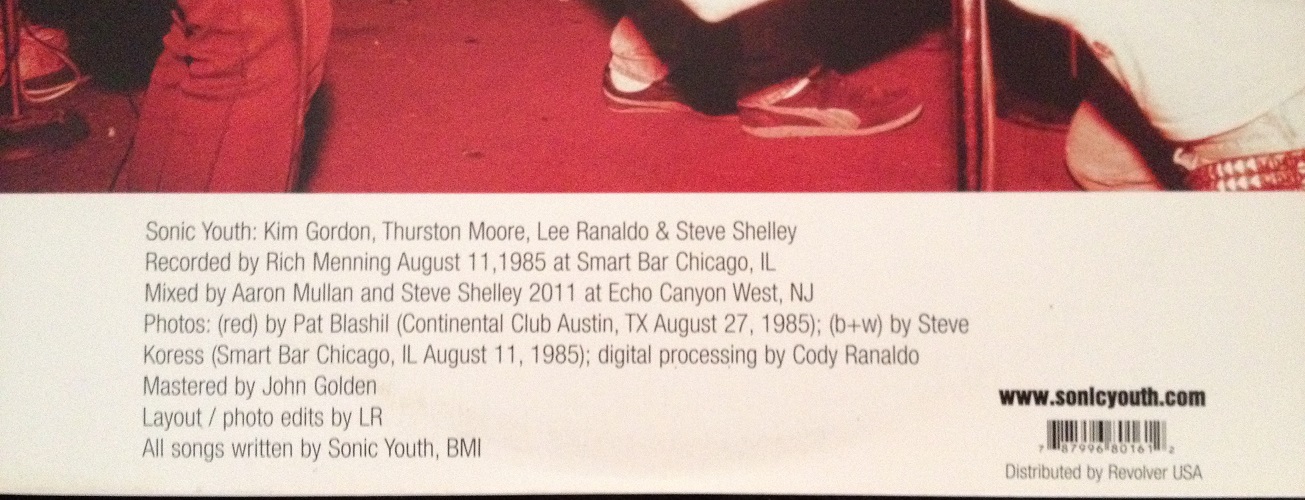 Sonic Youth: Kim Gordon, Thurston Moore, Lee Ranaldo & Steve Shelley
Recorded by Rich Menning August 11,1985 at Smart Bar Chicago, IL
Mixed by Aaron Mullan and Steve Shelley 2011 at Echo Canyon West, NJ
Photos: (red) by Pat Blashil (Continental Club Austin, TX August 27, 1985); (b+w) by Steve
Koress (Smart Bar Chicago, IL August 11, 1985); digital processing by Cody Ranaldo
Mastered by John Golden
Layout / photo edits by LR
All songs written by Sonic Youth, BMI
www.sonicyouth.com
7 87996 80161 2
Distributed by Revolver USA